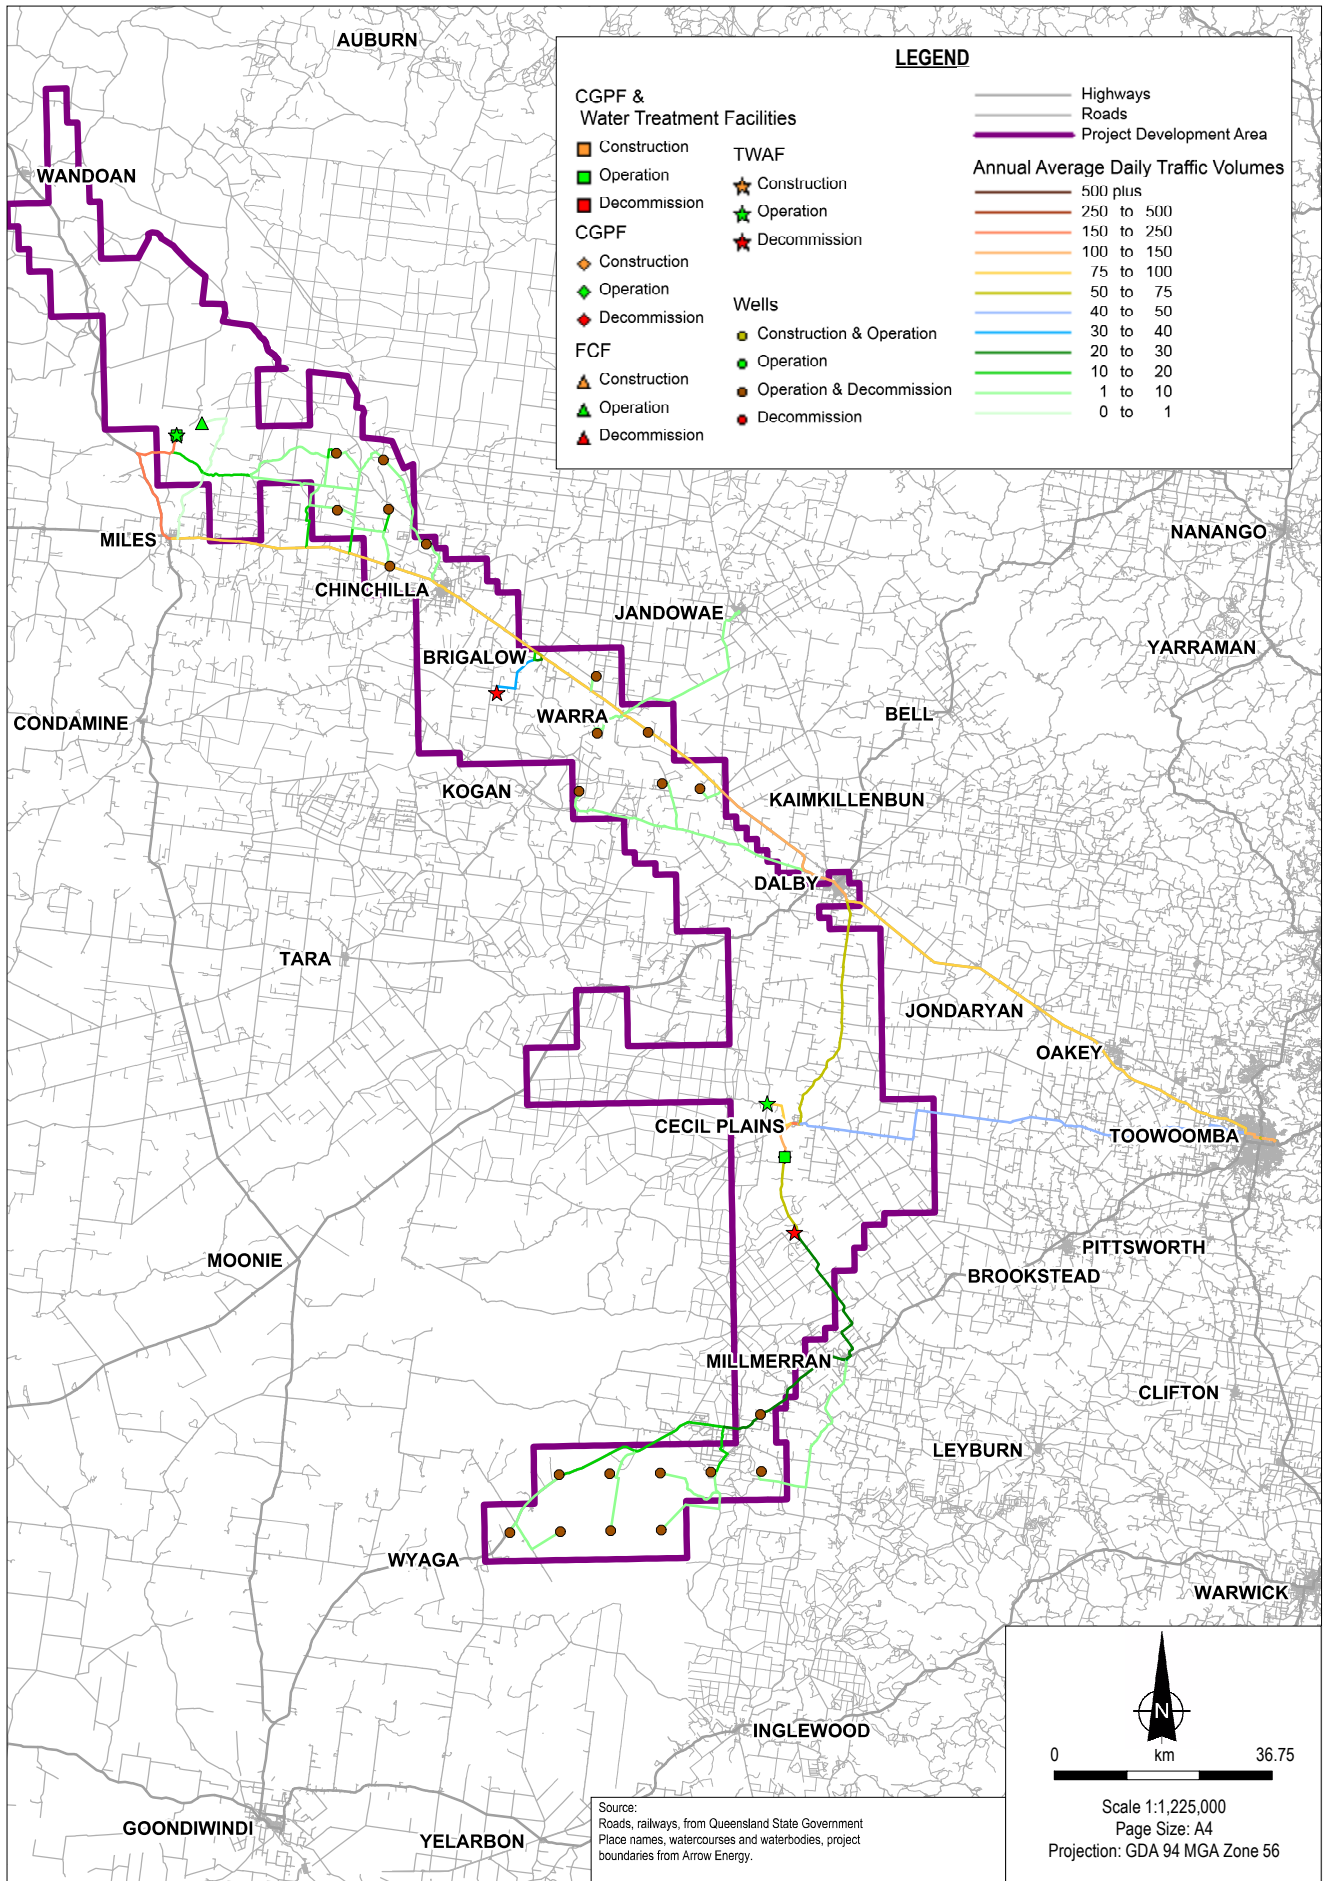 AUBURN
WANDOAN
MILES
CHINCHILLA
JANDOWAE
NANANGO
YARRAMAN
BRIGALOW
WARRA
BELL
CONDAMINE
KOGAN
KAIMKILLENBUN
DALBY
TARA
JONDARYAN
OAKEY
CECIL PLAINS
TOOWOOMBA
MOONIE
PITTSWORTH
BROOKSTEAD
MILLMERRAN
CLIFTON
LEYBURN
WYAGA
WARWICK
INGLEWOOD
GOONDIWINDI
YELARBON
LEGEND
CGPF &
Water Treatment Facilities
Construction
Operation
Decommission
CGPF
Construction
Operation
Decommission
FCF
Construction
Operation
Decommission
TWAF
Construction
Operation
Decommission
Wells
Construction & Operation
Operation
Operation & Decommission
Decommission
Highways
Roads
Project Development Area
Annual Average Daily Traffic Volumes
500 plus
250 to 500
150 to 250
100 to 150
75 to 100
50 to 75
40 to 50
30 to 40
20 to 30
10 to 20
1 to 10
0 to 1
N
0 km 36.75
Scale 1:1,225,000
Page Size: A4
Projection: GDA 94 MGA Zone 56
Source:
Roads, railways, from Queensland State Government
Place names, watercourses and waterbodies, project
boundaries from Arrow Energy.